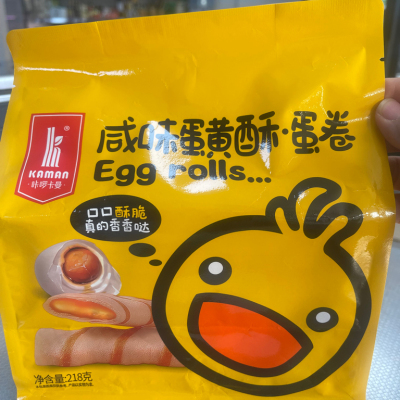 KAMAN
咔啰卡曼
咸味蛋黄酥·蛋卷
Egg rolls...
口口酥脆
真的香香哒
净含量:218克